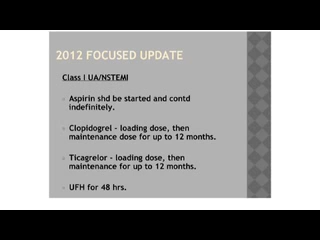 2012 FOCUSED UPDATE
Class I UA/NSTEMI
Aspirin shd be started and contd
indefinitely.
Clopidogrel - loading dose, then
maintenance dose for up to 12 months.
Ticagrelor - loading dose, then
maintenance for up to 12 months.
UFH for 48 hrs.